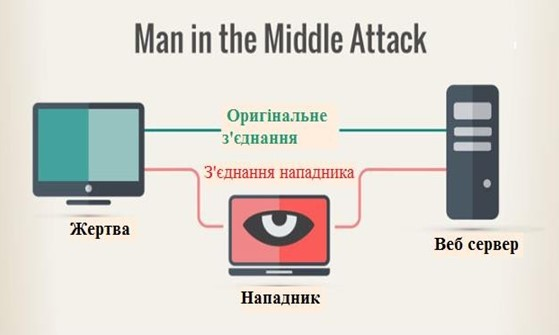 Man in the Middle Attack
Оригінальне
з'єднання
З'єднання нападника
Жертва
Веб сервер
Нападник